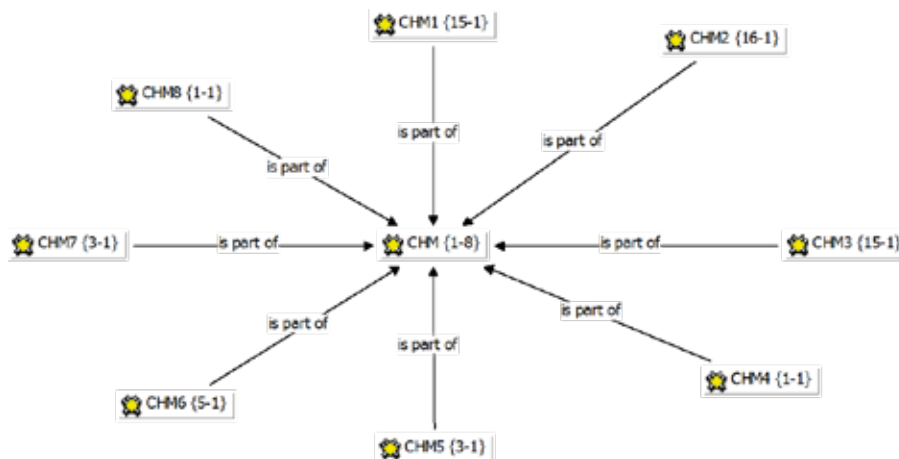 CHM1 {15-1}
CHM2 {16-1}
CHM8 {1-1}
is part of
is part of
is part of
CHM7 {3-1}
is part of
CHM {1-8}
is part of
CHM3 {15-1}
is part of
is part of
is part of
CHM4 {1-1}
CHM6 {5-1}
CHM5 {3-1}